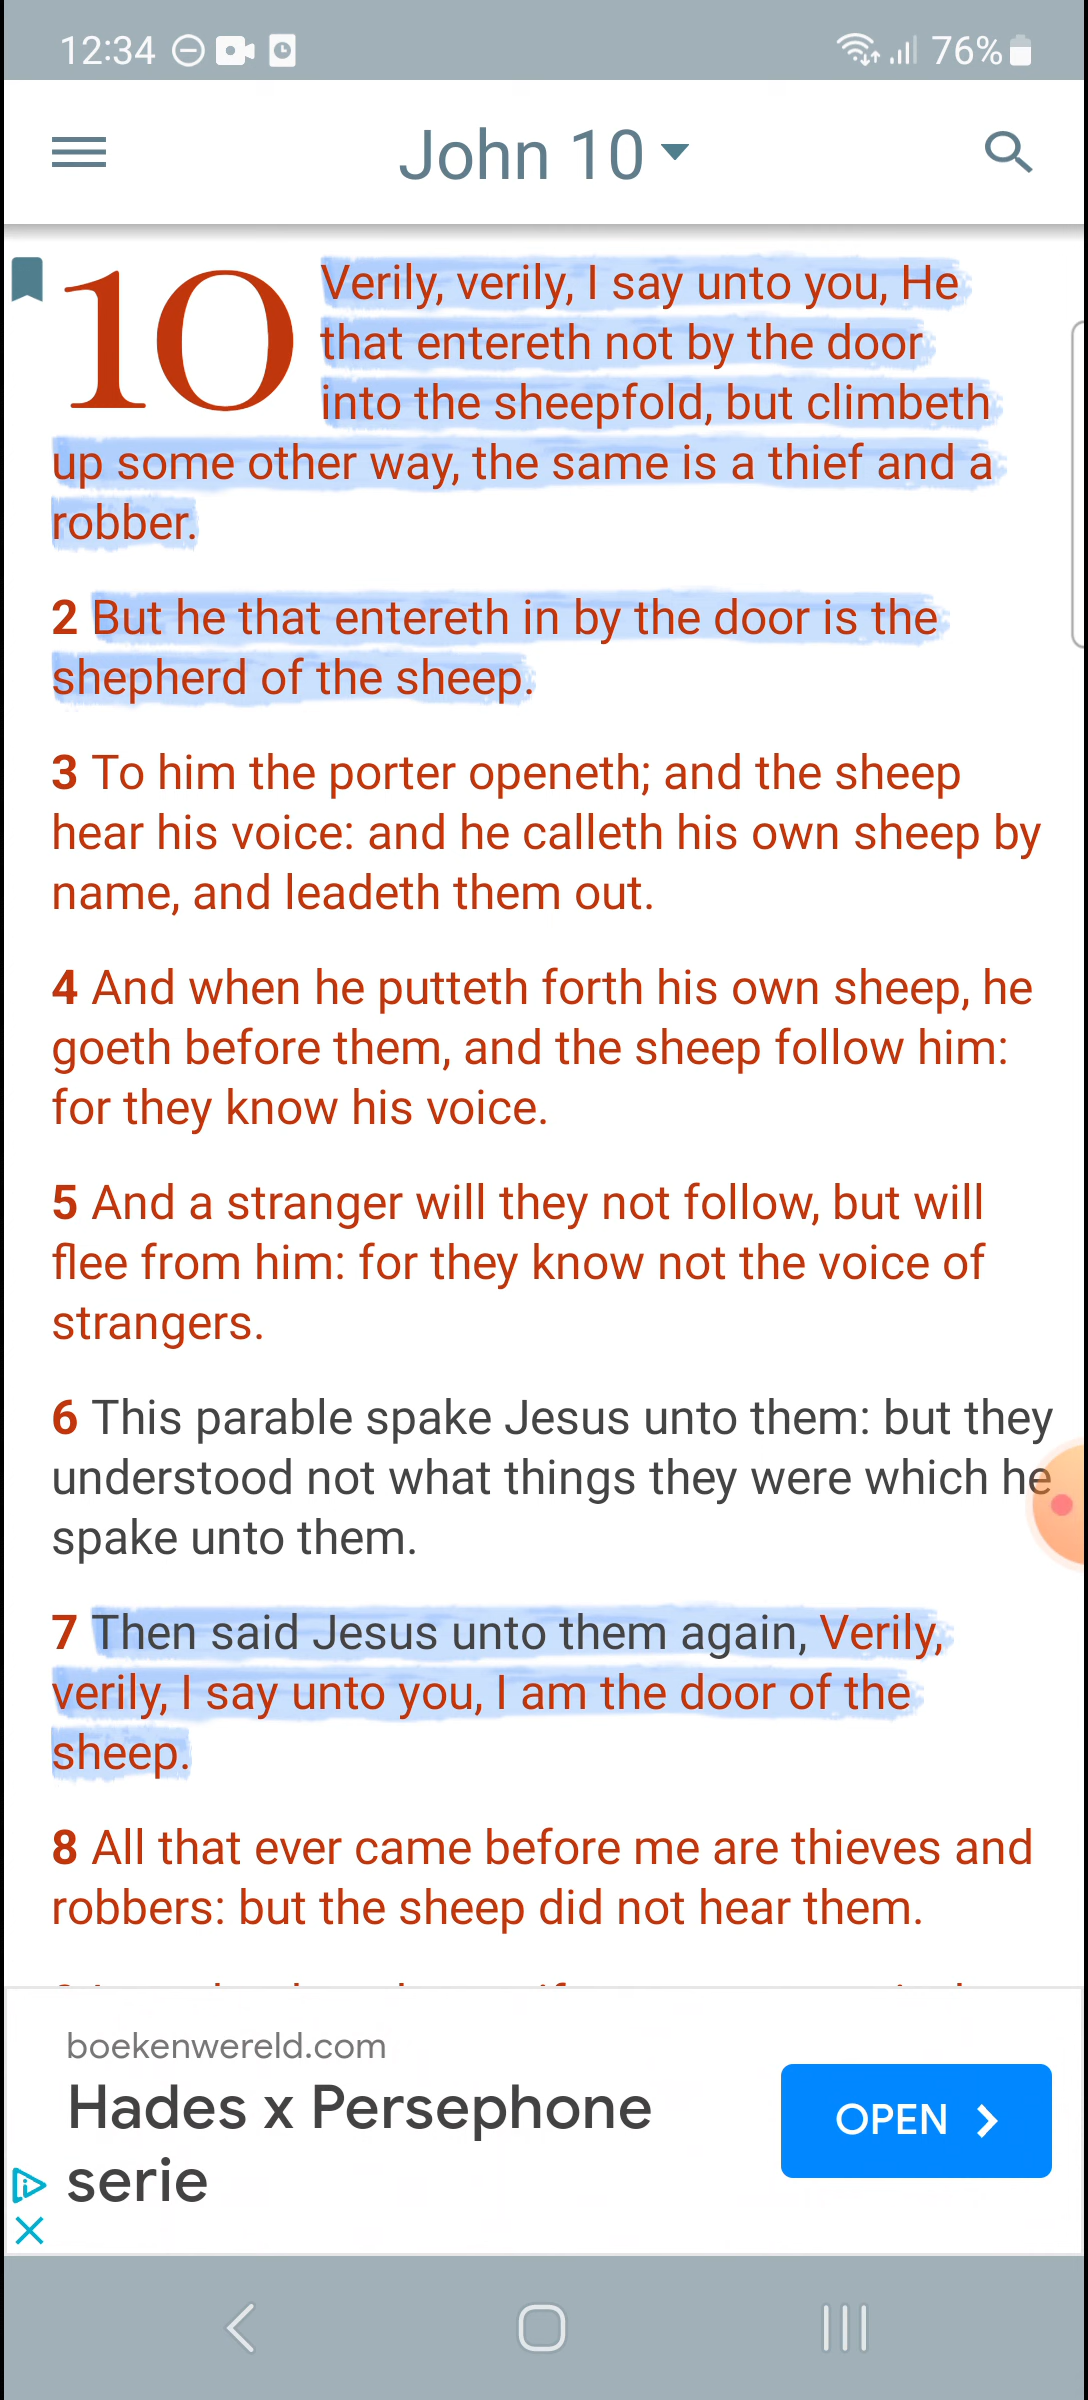 12:34
76%
John 10
10 Verily, verily, I say unto you, He
that entereth not by the door
into the sheepfold, but climbeth
up some other way, the same is a thief and a
robber.
2 But he that entereth in by the door is the
shepherd of the sheep.
3 To him the porter openeth; and the sheep
hear his voice: and he calleth his own sheep by
name, and leadeth them out.
4 And when he putteth forth his own sheep, he
goeth before them, and the sheep follow him:
for they know his voice.
5 And a stranger will they not follow, but will
flee from him: for they know not the voice of
strangers.
6 This parable spake Jesus unto them: but they
understood not what things they were which he
spake unto them.
7 Then said Jesus unto them again, Verily,
verily, I say unto you, I am the door of the
sheep.
8 All that ever came before me are thieves and
robbers: but the sheep did not hear them.
boekenwereld.com
Hades x Persephone
serie
OPEN